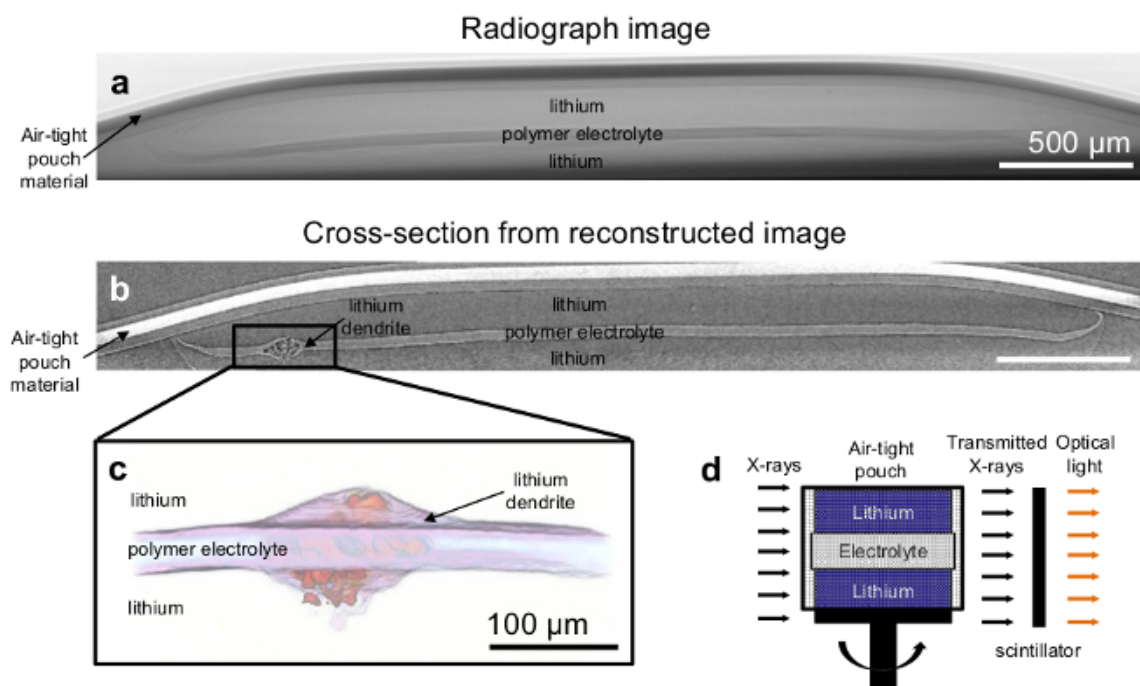 Radiograph image
a
lithium
polymer electrolyte
lithium
Air-tight
pouch
material
500 µm
Cross-section from reconstructed image
b
lithium
dendrite
lithium
polymer electrolyte
lithium
Air-tight
pouch
material
c
lithium
lithium
dendrite
polymer electrolyte
lithium
100 µm
d
X-rays
Air-tight
pouch
Transmitted
X-rays
Optical
light
Lithium
Electrolyte
Lithium
scintillator